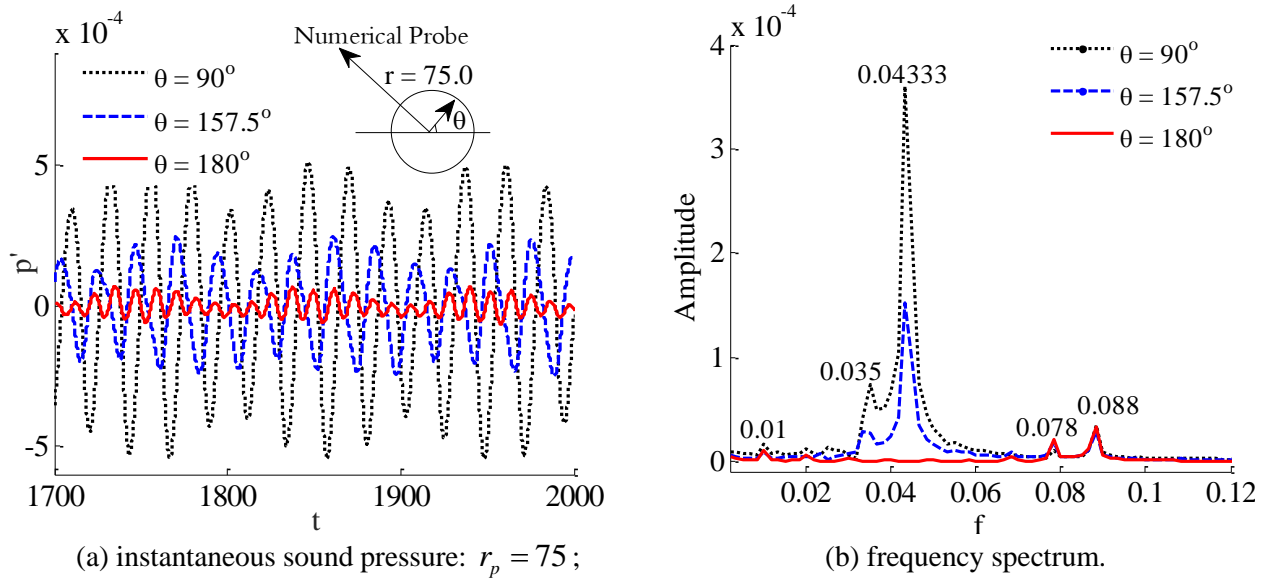 x 10⁻⁴
Numerical Probe
r = 75.0
θ
θ = 90°
θ = 157.5°
θ = 180°
5
0
-5
p'
1700
1800
1900
2000
t
(a) instantaneous sound pressure: rₚ = 75 ;
x 10⁻⁴
4
3
2
1
0
Amplitude
θ = 90°
θ = 157.5°
θ = 180°
0.04333
0.035
0.01
0.078
0.088
0.02
0.04
0.06
0.08
0.1
0.12
f
(b) frequency spectrum.